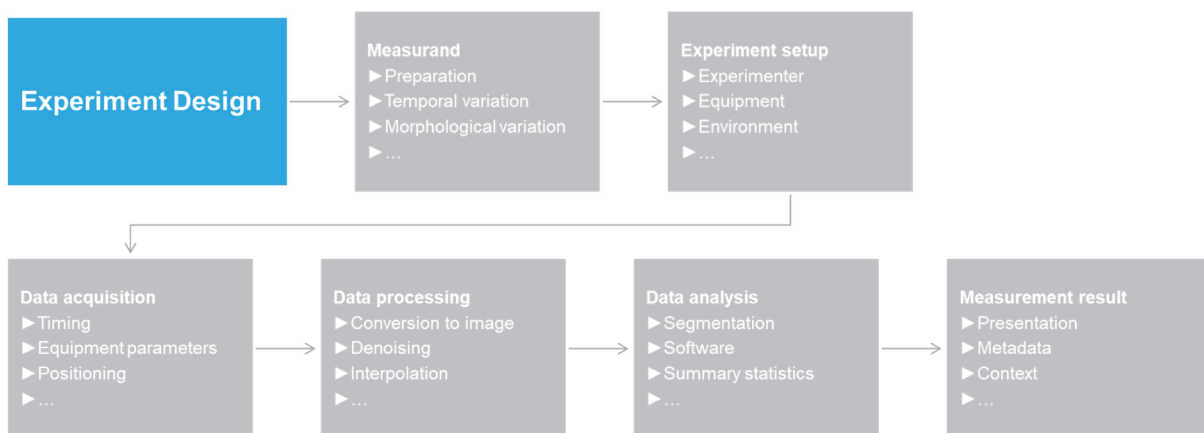 Experiment Design
Measurand
►Preparation
►Temporal variation
►Morphological variation
►...
Experiment setup
►Experimenter
►Equipment
►Environment
►...
Data acquisition
►Timing
►Equipment parameters
►Positioning
►...
Data processing
►Conversion to image
►Denoising
►Interpolation
►...
Data analysis
►Segmentation
►Software
►Summary statistics
►...
Measurement result
►Presentation
►Metadata
►Context
►...